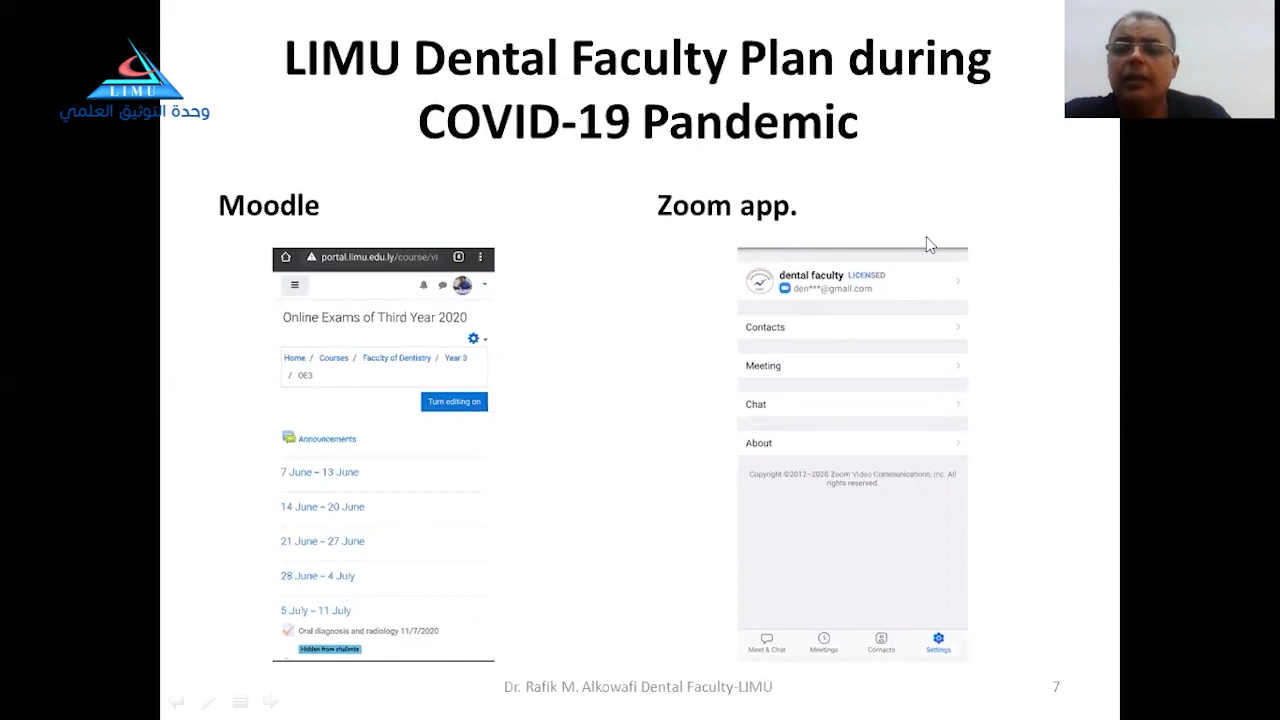 LIMU Dental Faculty Plan during
COVID-19 Pandemic
LIMU
وحدة التوثيق العلمي
Moodle
Zoom app.
portal.limu.edu.ly/course/vi
4
Online Exams of Third Year 2020
Home / Courses / Faculty of Dentistry / Year 3
/ OE3
Turn editing on
Announcements
7 June – 13 June
14 June – 20 June
21 June – 27 June
28 June – 4 July
5 July – 11 July
Oral diagnosis and radiology 11/7/2020
Hidden from students
dental faculty LICENSED
den***@gmail.com
Contacts
Meeting
Chat
About
Copyright ©2012–2026 Zoom Video Communications, Inc. All
rights reserved.
Meet & Chat
Meetings
Contacts
Settings
Dr. Rafik M. Alkowafi Dental Faculty-LIMU
7